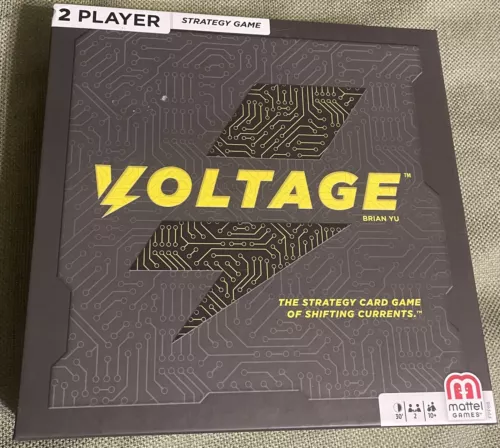 2 PLAYER STRATEGY GAME
VOLTAGE™
BRIAN YU
THE STRATEGY CARD GAME
OF SHIFTING CURRENTS.™
30' 2 10+
mattel
GAMES™